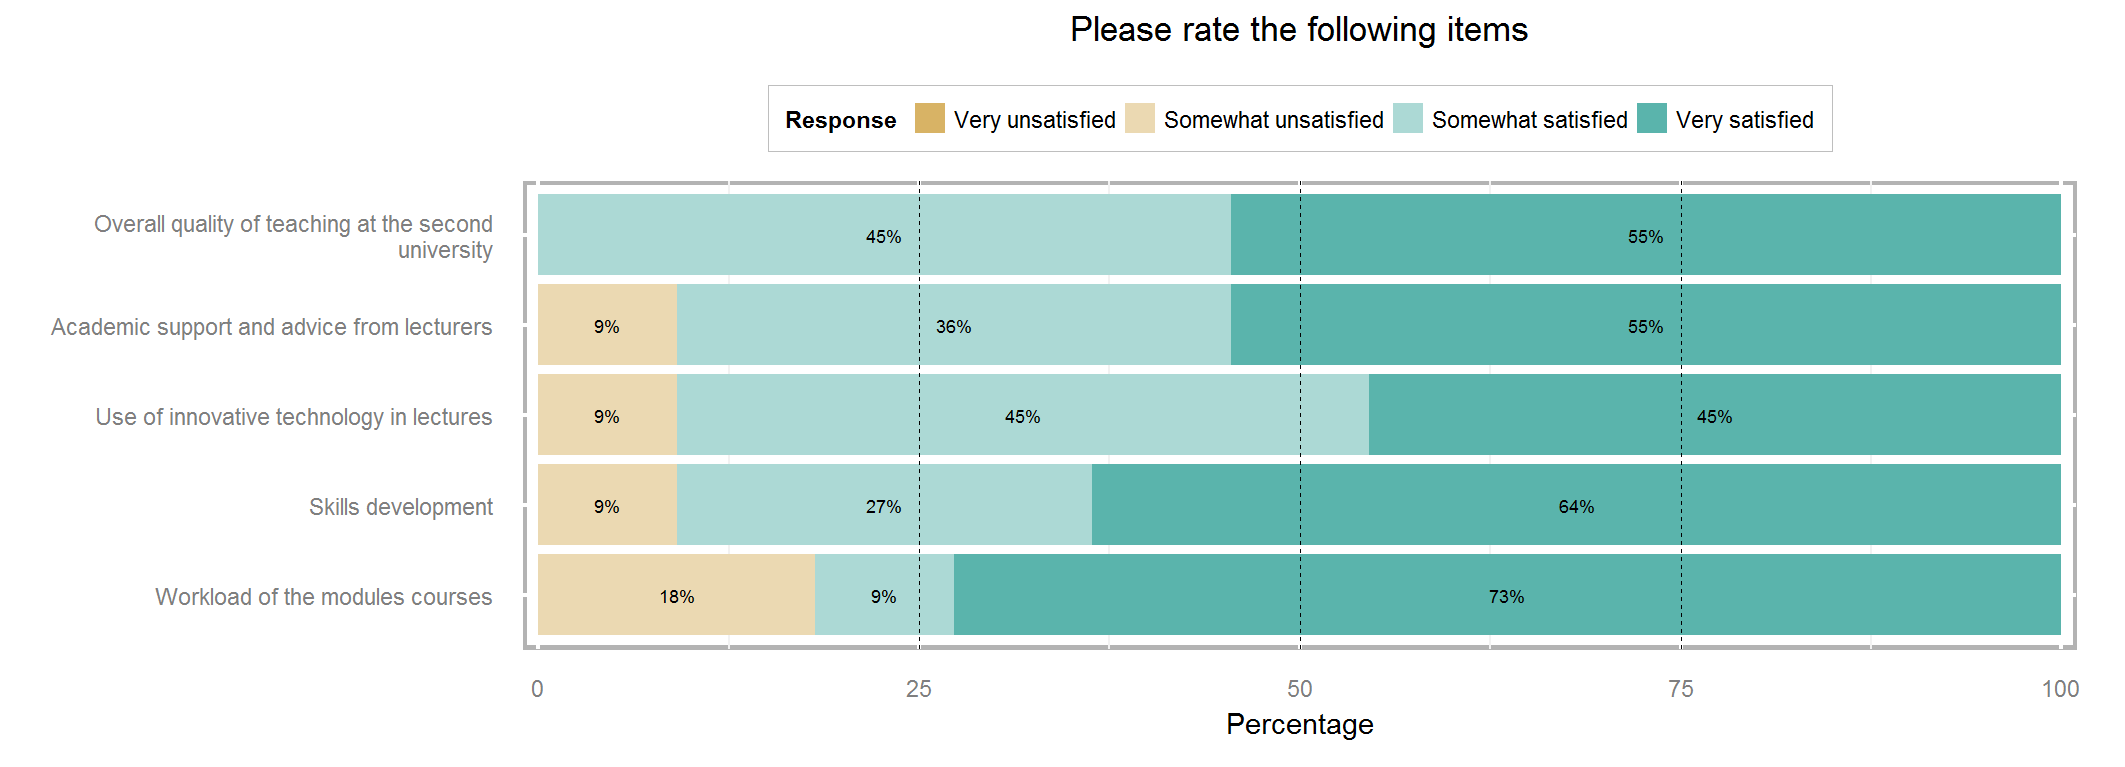 Please rate the following items
Response Very unsatisfied Somewhat unsatisfied Somewhat satisfied Very satisfied
Overall quality of teaching at the second
university
45% 55%
Academic support and advice from lecturers
9% 36% 55%
Use of innovative technology in lectures
9% 45% 45%
Skills development
9% 27% 64%
Workload of the modules courses
18% 9% 73%
0 25 50 75 100
Percentage